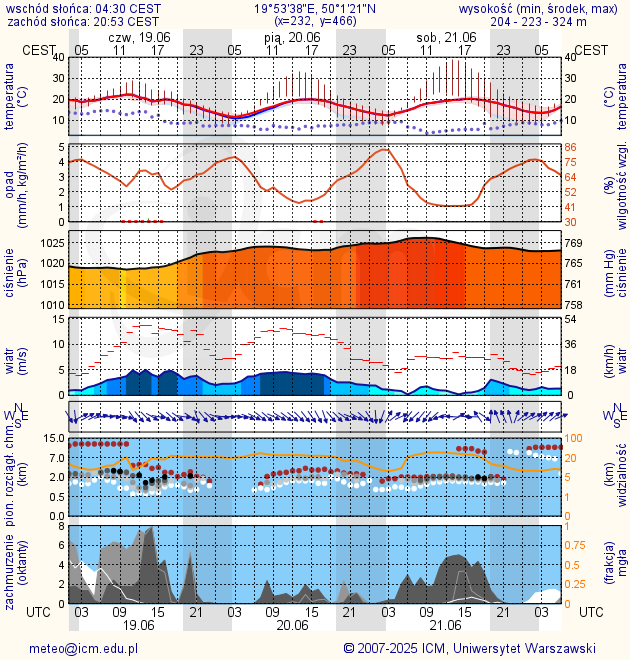 wschód słońca: 04:30 CEST 19°53'38"E, 50°1'21"N wysokość (min, środek, max)
zachód słońca: 20:53 CEST (x=232, y=466) 204 - 223 - 324 m
czw, 19.06 pią, 20.06 sob, 21.06
CEST 05 11 17 23 05 11 17 23 05 11 17 23 05 CEST
temperatura (°C) 40 30 20 10 40 30 20 10 temperatura (°C)
opad (mm/h, kg/m²/h) 5 4 3 2 1 0 86 75 64 52 41 30 (%) wilgotność wzgl.
ciśnienie (hPa) 1025 1020 1015 1010 769 765 761 758 (mm Hg) ciśnienie
wiatr (m/s) 15 10 5 0 54 36 18 0 (km/h) wiatr
N W E S N W E S
pion. rozciągł. chm. (km) 15.0 7.0 2.0 0.5 0.0 100 20 5 1 0 (km) widzialność
zachmurzenie (oktanty) 8 6 4 2 0 1 0.75 0.5 0.25 0 (frakcja) mgła
UTC 03 09 15 21 03 09 15 21 03 09 15 21 03 UTC
19.06 20.06 21.06
meteo@icm.edu.pl © 2007-2025 ICM, Uniwersytet Warszawski